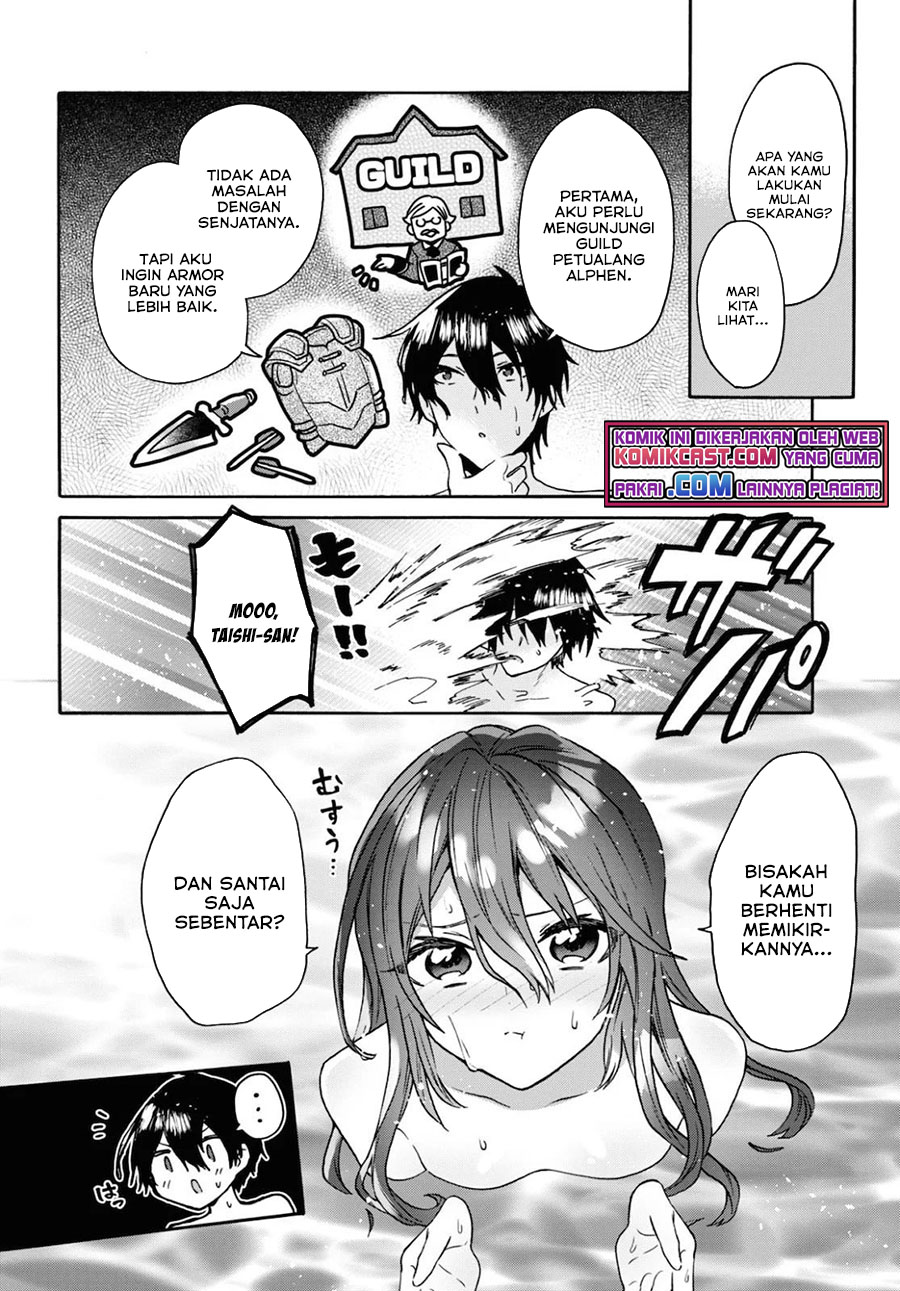 APA YANG
AKAN KAMU
LAKUKAN
MULAI
SEKARANG?
MARI
KITA
LIHAT...
PERTAMA,
AKU PERLU
MENGUNJUNGI
GUILD
PETUALANG
ALPHEN.
GUILD
TIDAK ADA
MASALAH
DENGAN
SENJATANYA.
TAPI AKU
INGIN ARMOR
BARU YANG
LEBIH BAIK.
KOMIK INI DIKERJAKAN OLEH WEB
KOMIKCAST.COM YANG CUMA
PAKAI .COM LAINNYA PLAGIAT!
ザバ
もー!!
MOOO,
TAISHI-SAN!
BISAKAH
KAMU
BERHENTI
MEMIKIR-
KANNYA...
むすぅ...
DAN SANTAI
SAJA
SEBENTAR?
...
はっ